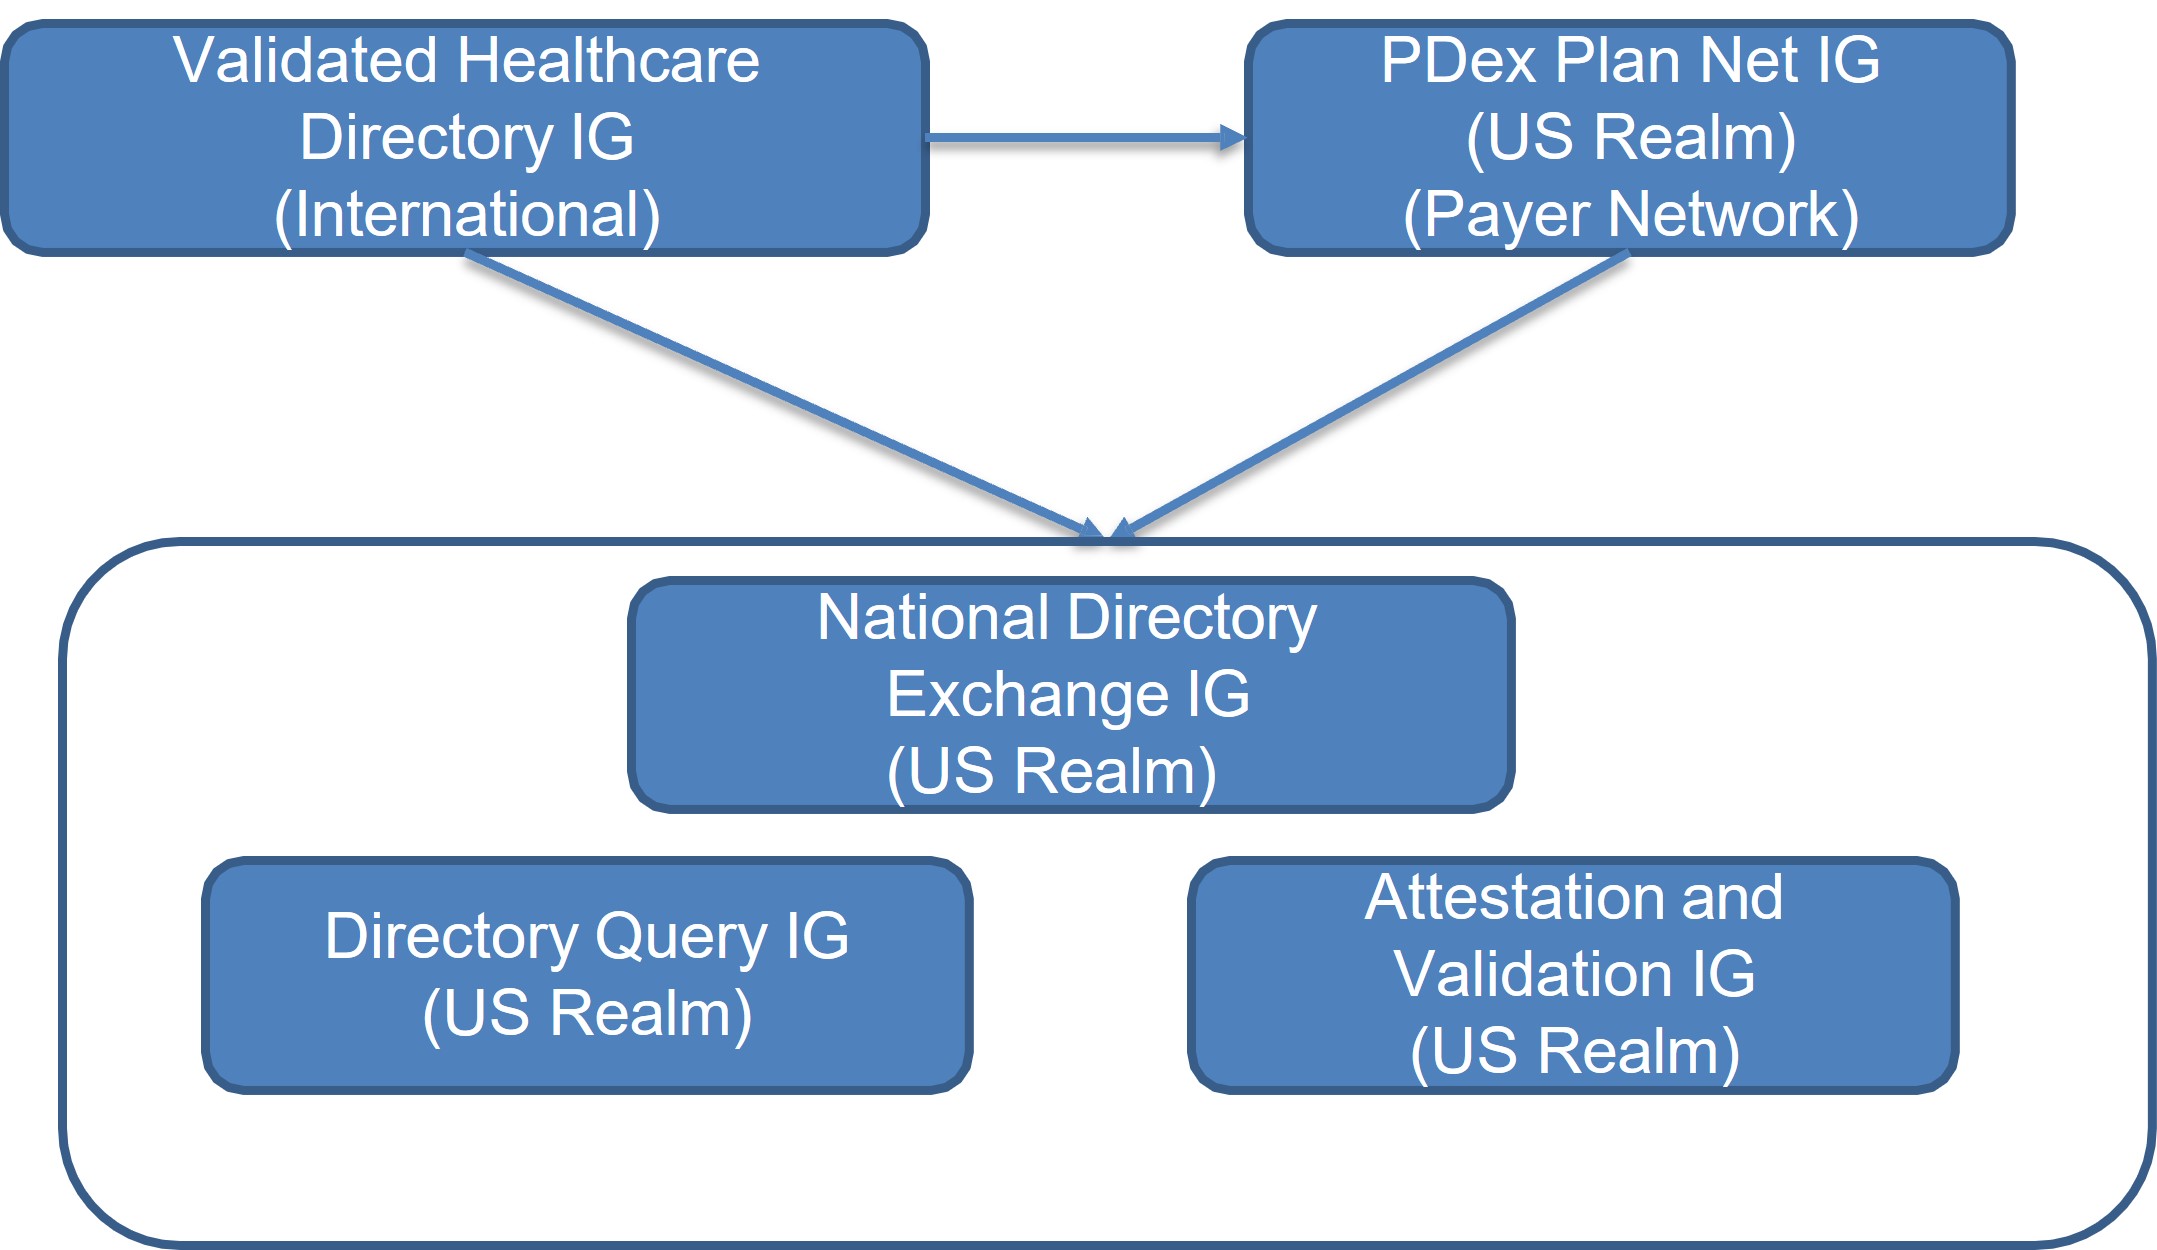 Validated Healthcare
Directory IG
(International)
PDex Plan Net IG
(US Realm)
(Payer Network)
National Directory
Exchange IG
(US Realm)
Directory Query IG
(US Realm)
Attestation and
Validation IG
(US Realm)